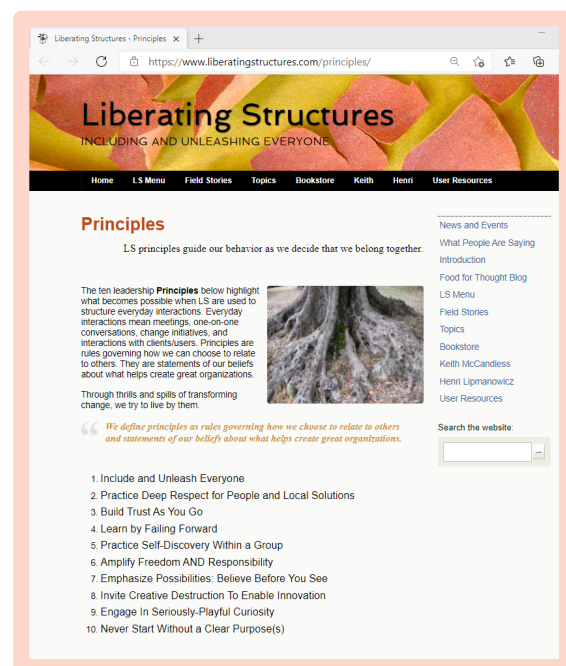 Liberating Structures - Principles
https://www.liberatingstructures.com/principles/
Liberating Structures
INCLUDING AND UNLEASHING EVERYONE
Home LS Menu Field Stories Topics Bookstore Keith Henri User Resources
Principles
LS principles guide our behavior as we decide that we belong together.
The ten leadership Principles below highlight
what becomes possible when LS are used to
structure everyday interactions. Everyday
interactions mean meetings, one-on-one
conversations, change initiatives, and
interactions with clients/users. Principles are
rules governing how we can choose to relate
to others. They are statements of our beliefs
about what helps create great organizations.
Through thrills and spills of transforming
change, we try to live by them.
We define principles as rules governing how we choose to relate to others
and statements of our beliefs about what helps create great organizations.
1. Include and Unleash Everyone
2. Practice Deep Respect for People and Local Solutions
3. Build Trust As You Go
4. Learn by Failing Forward
5. Practice Self-Discovery Within a Group
6. Amplify Freedom AND Responsibility
7. Emphasize Possibilities: Believe Before You See
8. Invite Creative Destruction To Enable Innovation
9. Engage In Seriously-Playful Curiosity
10. Never Start Without a Clear Purpose(s)
News and Events
What People Are Saying
Introduction
Food for Thought Blog
LS Menu
Field Stories
Topics
Bookstore
Keith McCandless
Henri Lipmanowicz
User Resources
Search the website: